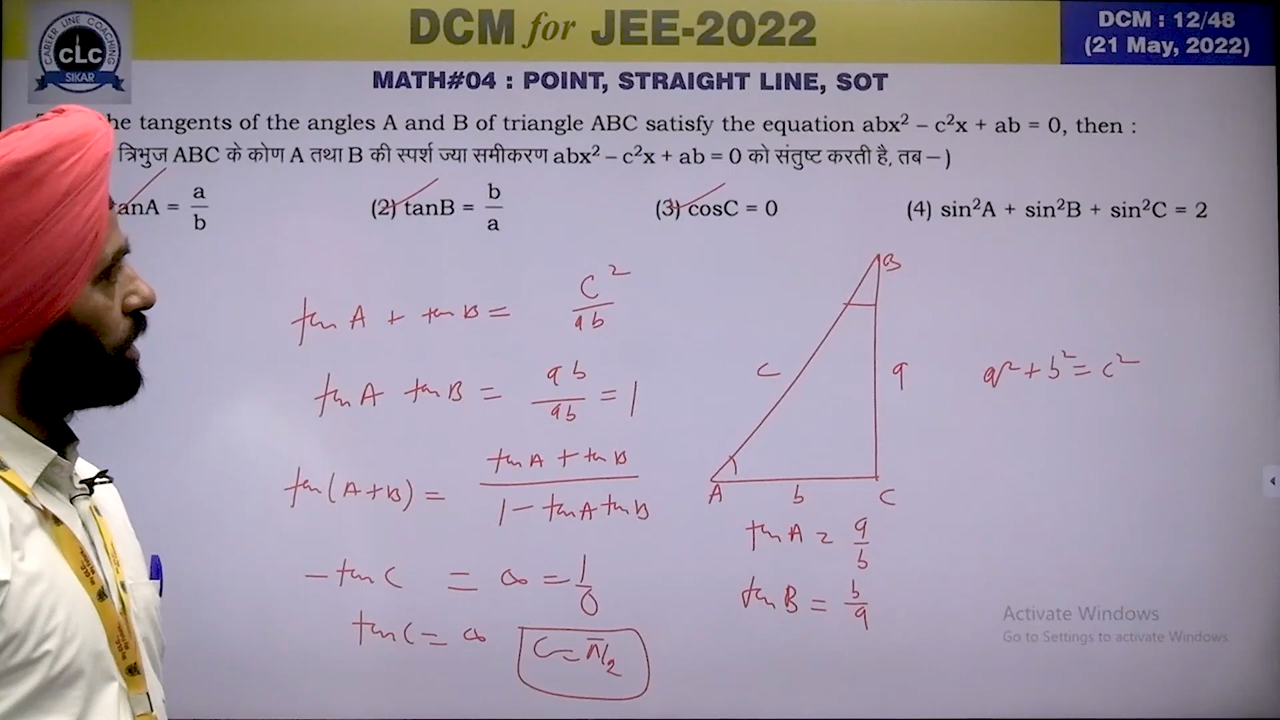 CAREER LINE COACHING
CLC
SIKAR
DCM for JEE-2022
DCM : 12/48
(21 May, 2022)
MATH#04 : POINT, STRAIGHT LINE, SOT
he tangents of the angles A and B of triangle ABC satisfy the equation abx² – c²x + ab = 0, then :
त्रिभुज ABC के कोण A तथा B की स्पर्श ज्या समीकरण abx² – c²x + ab = 0 को संतुष्ट करती है, तब –)
anA = a/b (2) tanB = b/a (3) cosC = 0 (4) sin²A + sin²B + sin²C = 2
tan A + tan B = c²/ab
tan A tan B = ab/ab = 1
tan(A+B) = tan A + tan B / 1 – tan A tan B
– tan C = ∞ = 1/0
tan C = ∞ C = π/2
B
c a
A b C
tan A = a/b
tan B = b/a
a² + b² = c²
Activate Windows
Go to Settings to activate Windows.